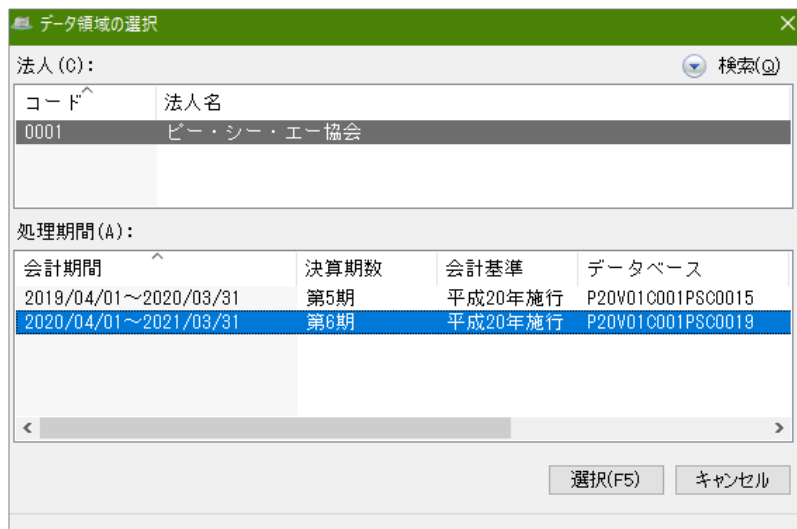 データ領域の選択
法人(C): 検索(Q)
コード 法人名
0001 ピー・シー・エー協会
処理期間(A):
会計期間 決算期数 会計基準 データベース
2019/04/01~2020/03/31 第5期 平成20年施行 P20V01C001PSC0015
2020/04/01~2021/03/31 第6期 平成20年施行 P20V01C001PSC0019
選択(F5) キャンセル